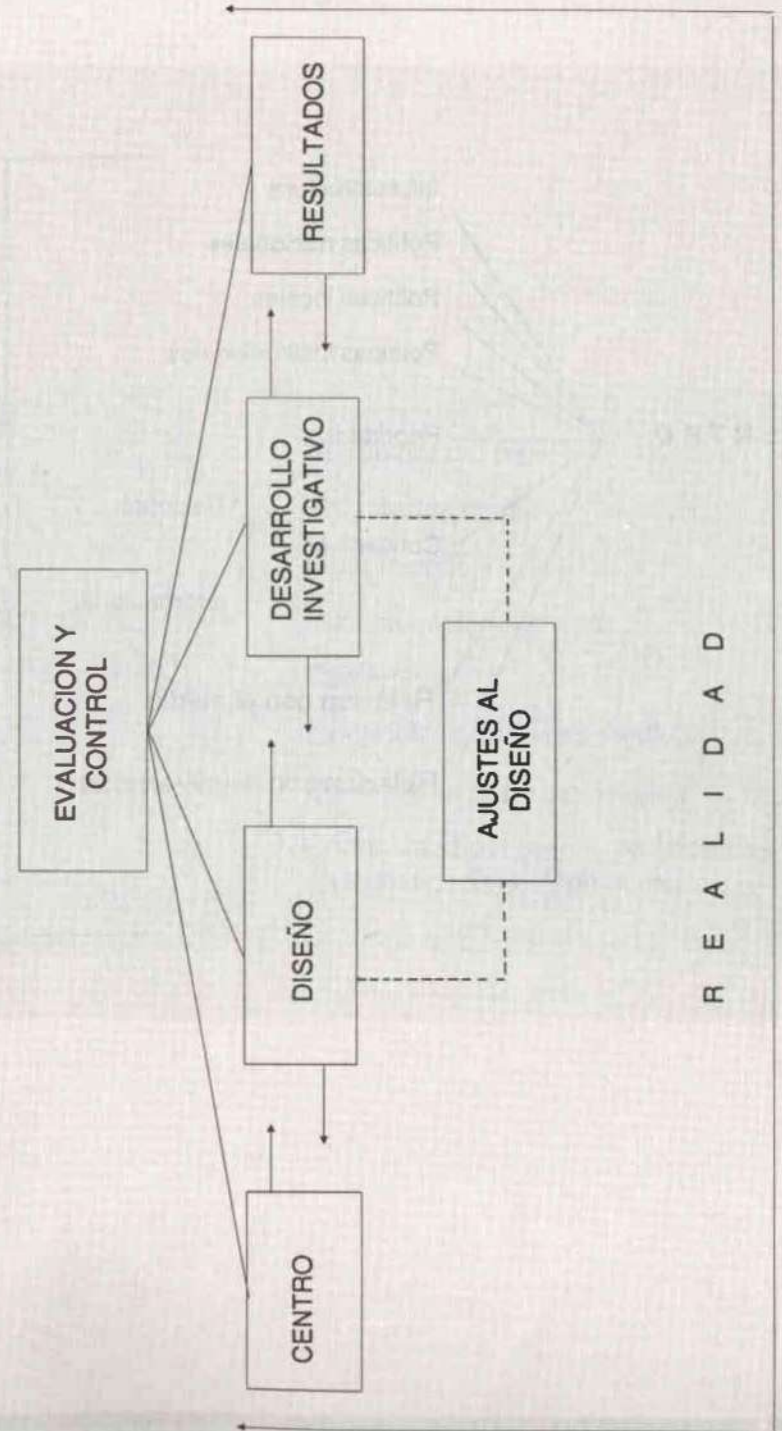 EVALUACION Y
CONTROL
CENTRO
DISEÑO
DESARROLLO
INVESTIGATIVO
RESULTADOS
AJUSTES AL
DISEÑO
R E A L I D A D